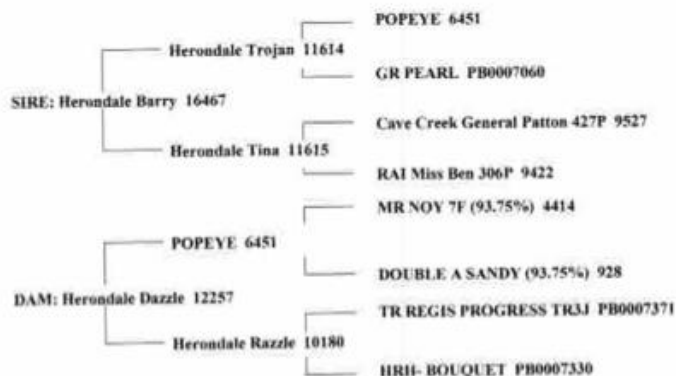 POPEYE 6451
Herondale Trojan 11614
GR PEARL PB0007060
SIRE: Herondale Barry 16467
Cave Creek General Patton 427P 9527
Herondale Tina 11615
RAI Miss Ben 306P 9422
MR NOY 7F (93.75%) 4414
POPEYE 6451
DOUBLE A SANDY (93.75%) 928
DAM: Herondale Dazzle 12257
TR REGIS PROGRESS TR3J PB0007371
Herondale Razzle 10180
HRH- BOUQUET PB0007330